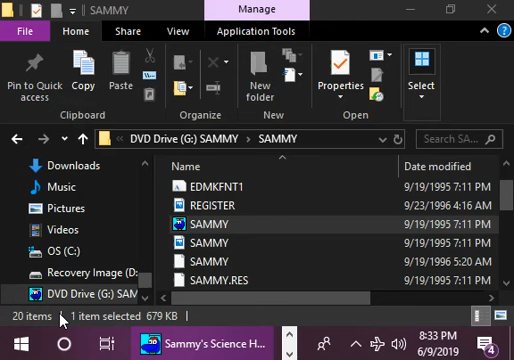 SAMMY
Manage
File
Home
Share
View
Application Tools
Pin to Quick access
Copy
Paste
New folder
Properties
Select
Clipboard
Organize
New
Open
DVD Drive (G:) SAMMY > SAMMY
Search SA...
Name
Date modified
Downloads
Music
Pictures
Videos
OS (C:)
Recovery Image (D:
DVD Drive (G:) SAM
EDMKFNT1 9/19/1995 7:11 PM
REGISTER 9/23/1996 4:16 AM
SAMMY 9/19/1995 7:11 PM
SAMMY 9/19/1995 7:11 PM
SAMMY 9/19/1996 5:20 AM
SAMMY.RES 9/19/1995 7:11 PM
20 items 1 item selected 679 KB
Sammy's Science H...
8:33 PM
6/9/2019
4